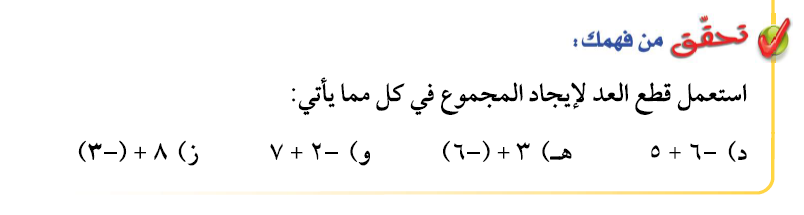 تحقّق من فهمك:
استعمل قطع العد لإيجاد المجموع في كل مما يأتي:
د) -٦ + ٥ هـ) ٣ + (-٦) و) -٢ + ٧ ز) ٨ + (-٣)